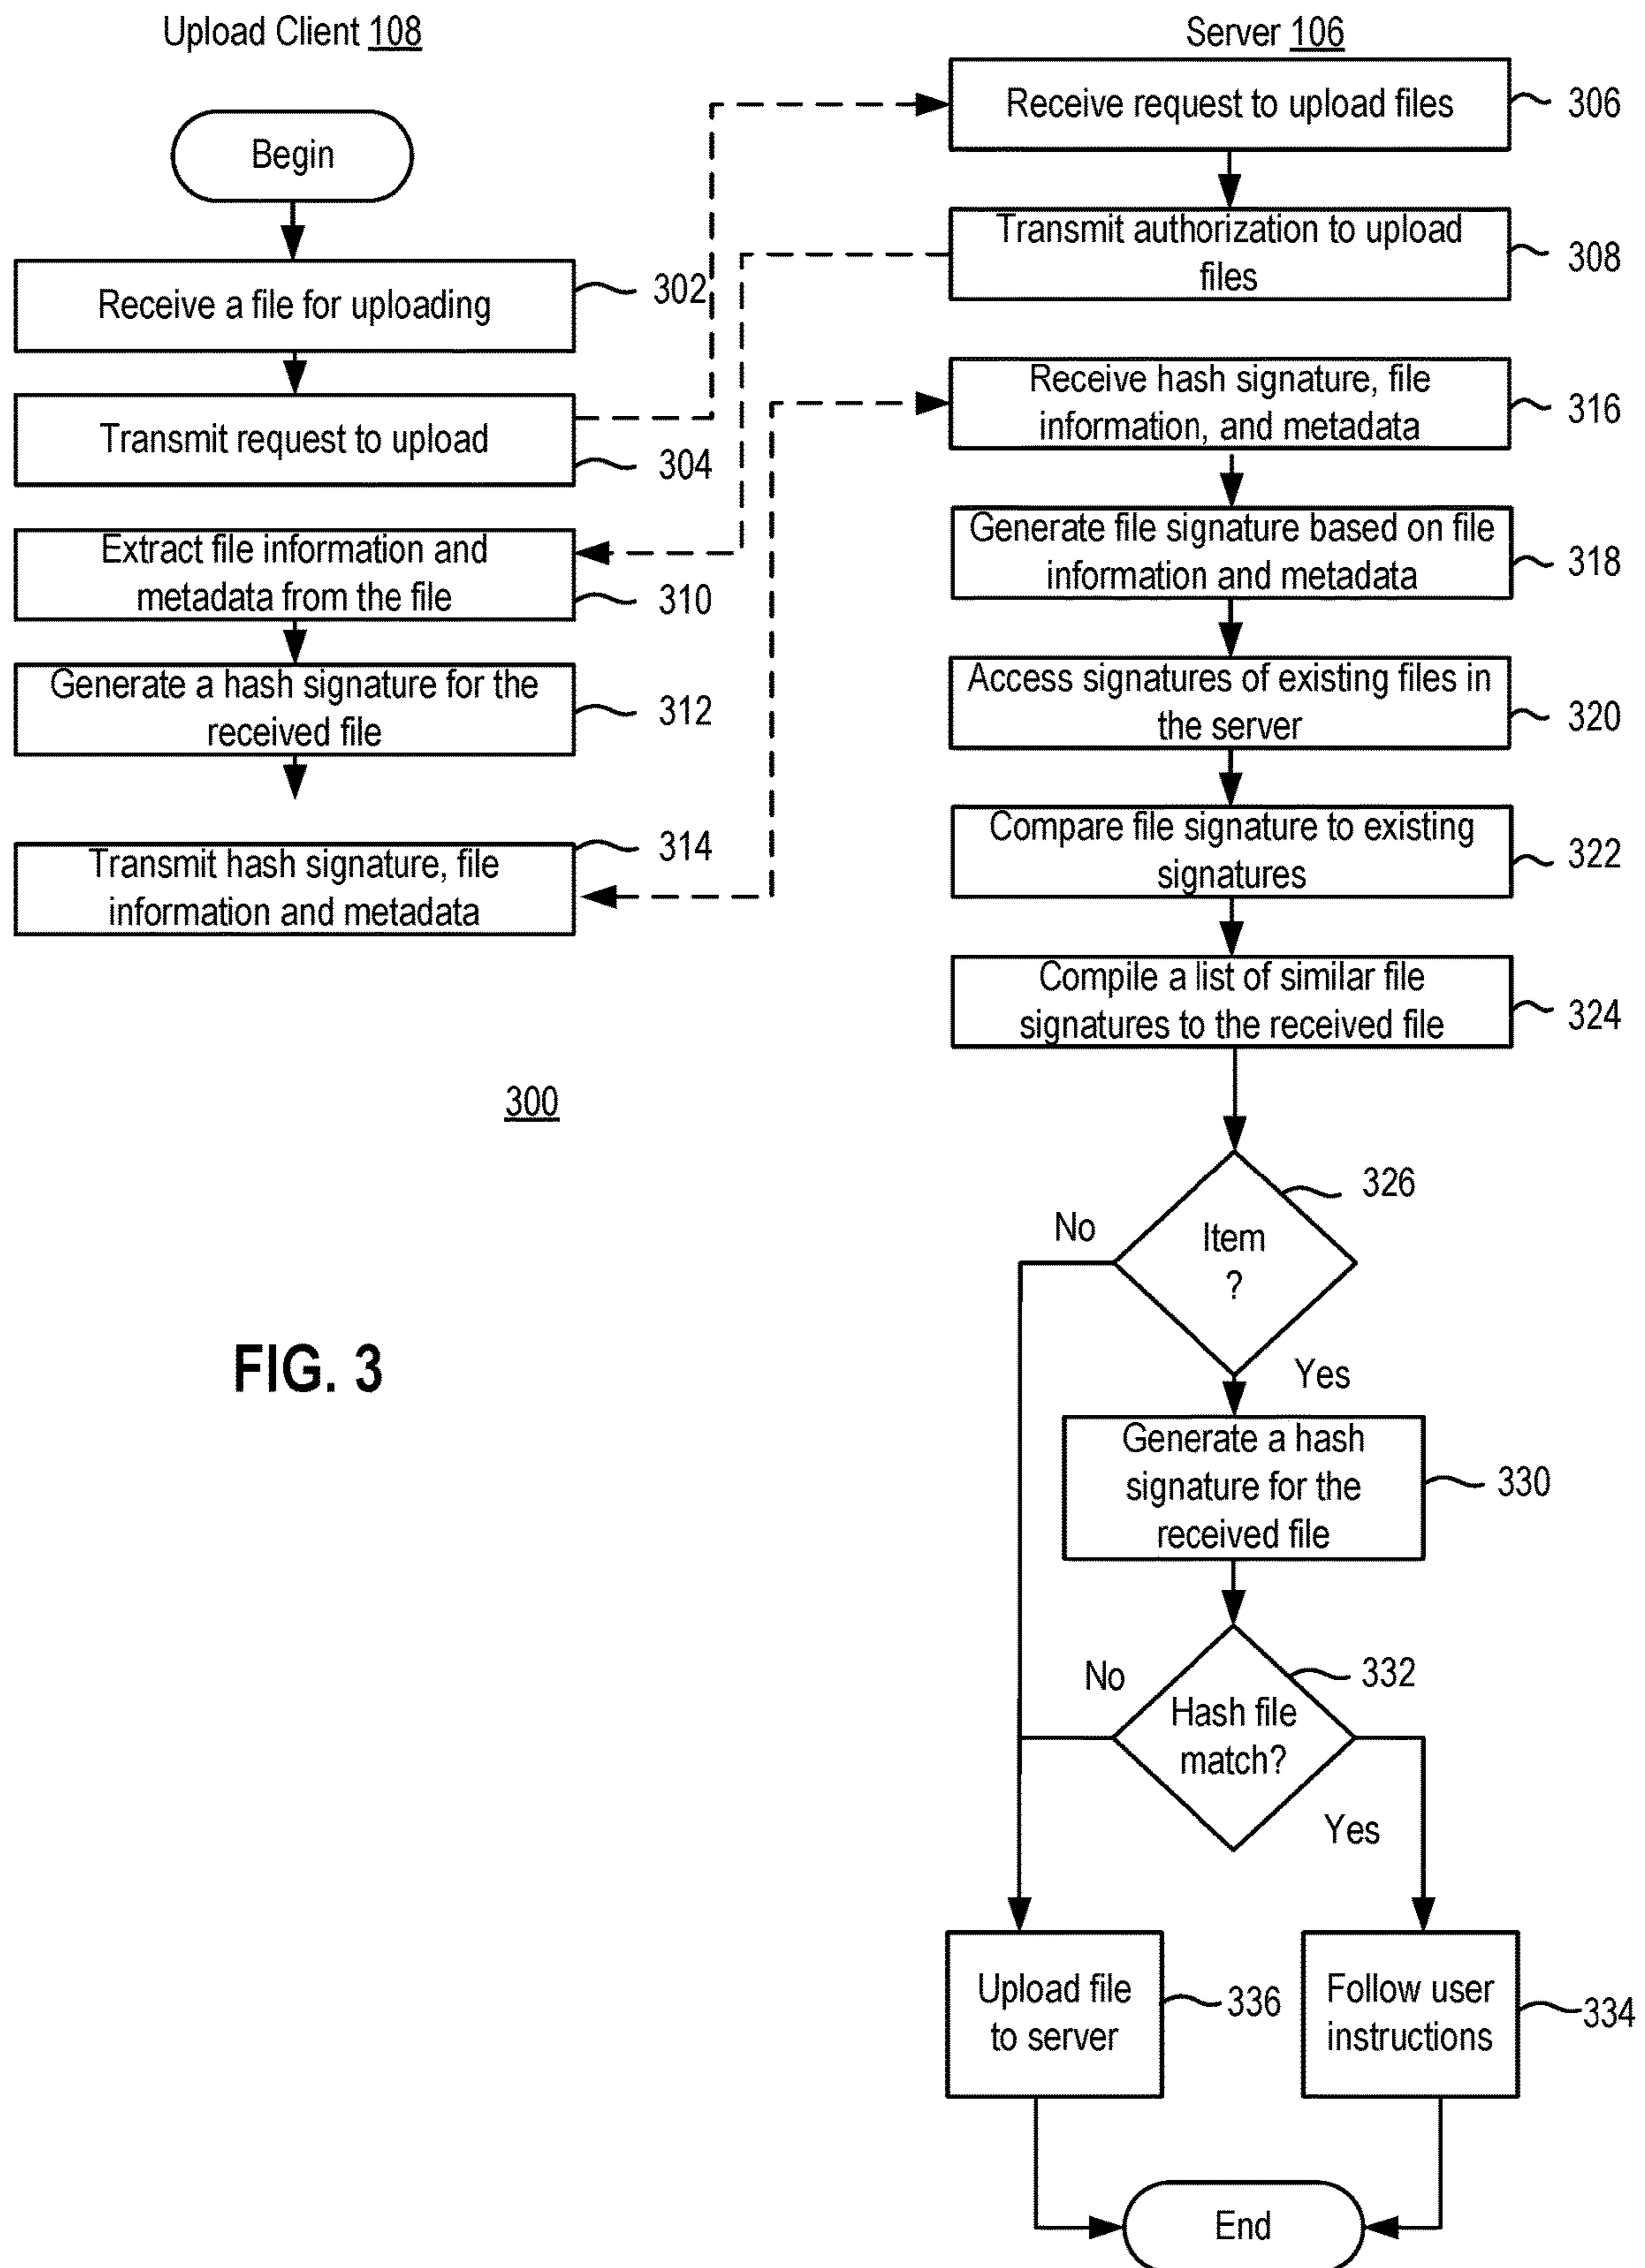 Upload Client 108
Begin
Receive a file for uploading
302
Transmit request to upload
304
Extract file information and
metadata from the file
310
Generate a hash signature for the
received file
312
Transmit hash signature, file
information and metadata
314
300
FIG. 3
Server 106
Receive request to upload files
306
Transmit authorization to upload
files
308
Receive hash signature, file
information, and metadata
316
Generate file signature based on file
information and metadata
318
Access signatures of existing files in
the server
320
Compare file signature to existing
signatures
322
Compile a list of similar file
signatures to the received file
324
326
No
Item
?
Yes
Generate a hash
signature for the
received file
330
332
No
Hash file
match?
Yes
Upload file
to server
336
Follow user
instructions
334
End